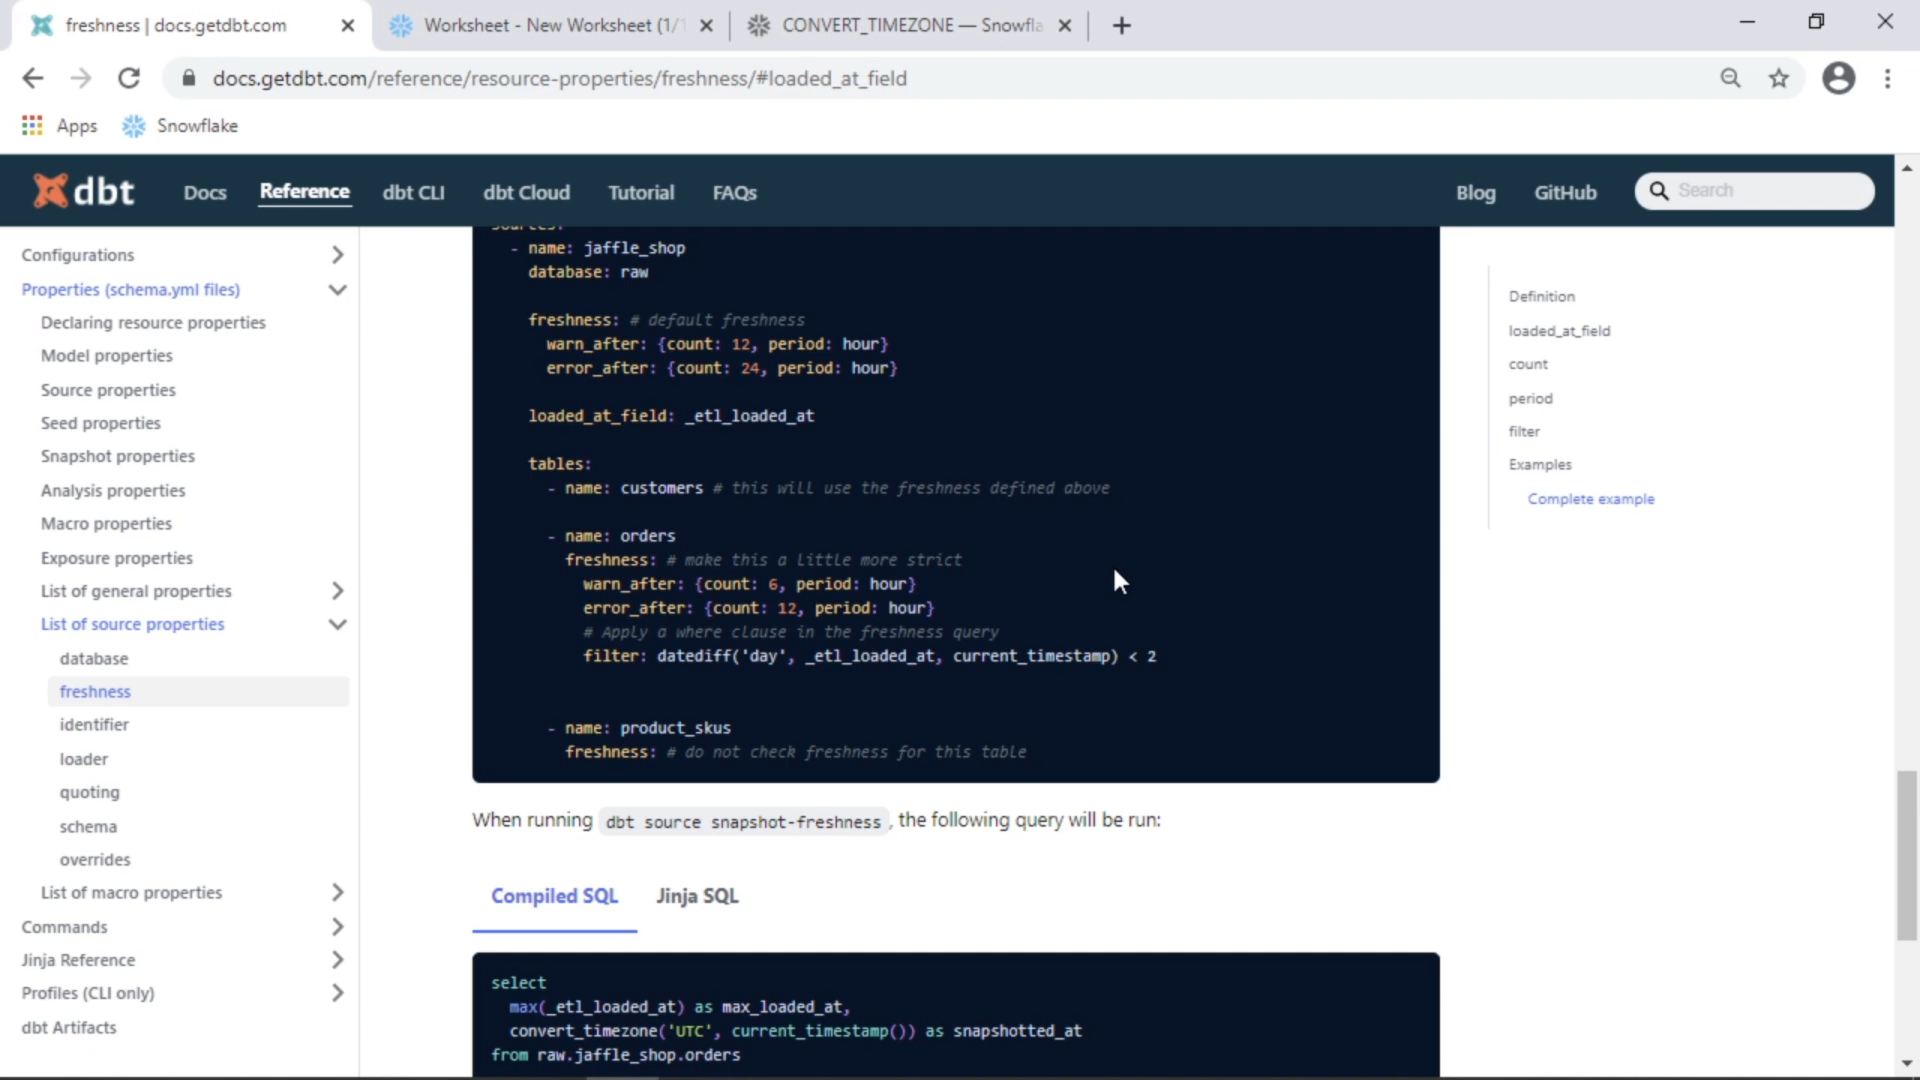 freshness | docs.getdbt.com
Worksheet - New Worksheet (1/1
CONVERT_TIMEZONE — Snowfla
docs.getdbt.com/reference/resource-properties/freshness/#loaded_at_field
Apps
Snowflake
dbt
Docs
Reference
dbt CLI
dbt Cloud
Tutorial
FAQs
Blog
GitHub
Search
Configurations
Properties (schema.yml files)
Declaring resource properties
Model properties
Source properties
Seed properties
Snapshot properties
Analysis properties
Macro properties
Exposure properties
List of general properties
List of source properties
database
freshness
identifier
loader
quoting
schema
overrides
List of macro properties
Commands
Jinja Reference
Profiles (CLI only)
dbt Artifacts
sources:
- name: jaffle_shop
database: raw
freshness: # default freshness
warn_after: {count: 12, period: hour}
error_after: {count: 24, period: hour}
loaded_at_field: _etl_loaded_at
tables:
- name: customers # this will use the freshness defined above
- name: orders
freshness: # make this a little more strict
warn_after: {count: 6, period: hour}
error_after: {count: 12, period: hour}
# Apply a where clause in the freshness query
filter: datediff('day', _etl_loaded_at, current_timestamp) < 2
- name: product_skus
freshness: # do not check freshness for this table
When running dbt source snapshot-freshness, the following query will be run:
Compiled SQL
Jinja SQL
select
max(_etl_loaded_at) as max_loaded_at,
convert_timezone('UTC', current_timestamp()) as snapshotted_at
from raw.jaffle_shop.orders
Definition
loaded_at_field
count
period
filter
Examples
Complete example